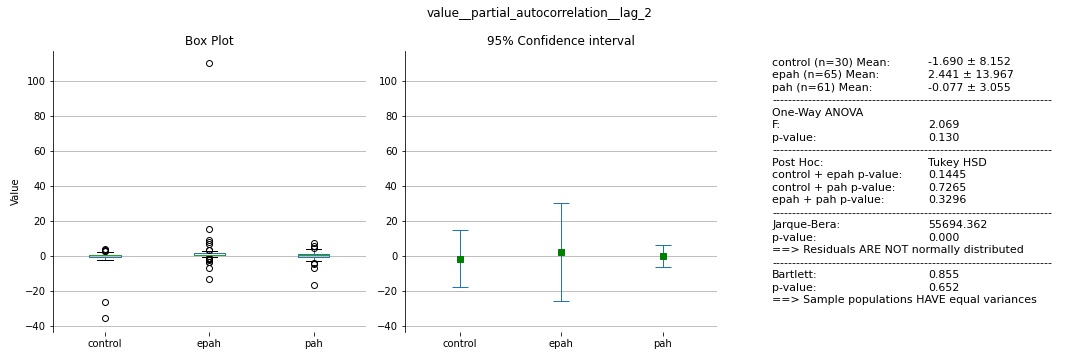 value__partial_autocorrelation__lag_2
Box Plot
Value
100
80
60
40
20
0
−20
−40
control
epah
pah
95% Confidence interval
100
80
60
40
20
0
−20
−40
control
epah
pah
control (n=30) Mean: -1.690 ± 8.152
epah (n=65) Mean: 2.441 ± 13.967
pah (n=61) Mean: -0.077 ± 3.055
One-Way ANOVA
F: 2.069
p-value: 0.130
Post Hoc: Tukey HSD
control + epah p-value: 0.1445
control + pah p-value: 0.7265
epah + pah p-value: 0.3296
Jarque-Bera: 55694.362
p-value: 0.000
==> Residuals ARE NOT normally distributed
Bartlett: 0.855
p-value: 0.652
==> Sample populations HAVE equal variances